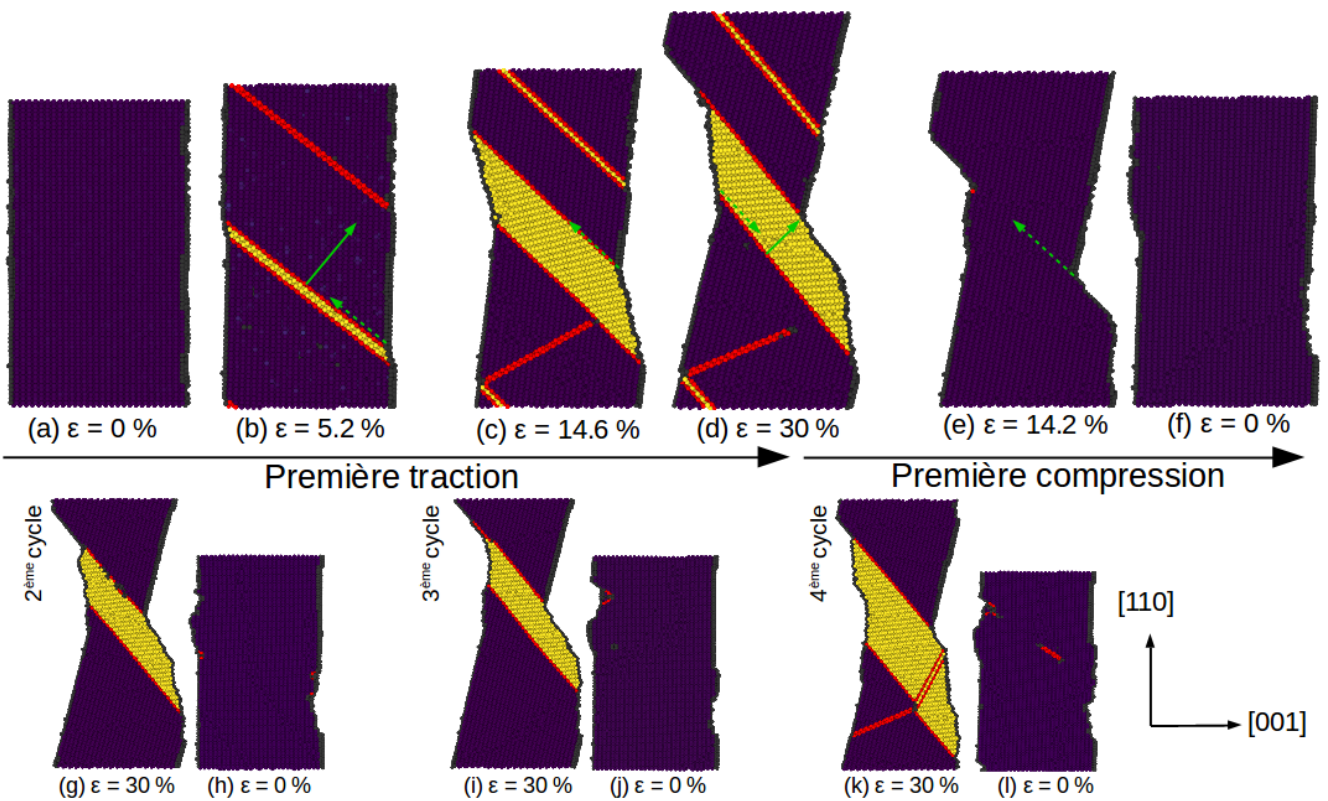 (a) ε = 0 %
(b) ε = 5.2 %
(c) ε = 14.6 %
(d) ε = 30 %
(e) ε = 14.2 %
(f) ε = 0 %
Première traction
Première compression
2ème cycle
3ème cycle
4ème cycle
[110]
[001]
(g) ε = 30 %
(h) ε = 0 %
(i) ε = 30 %
(j) ε = 0 %
(k) ε = 30 %
(l) ε = 0 %